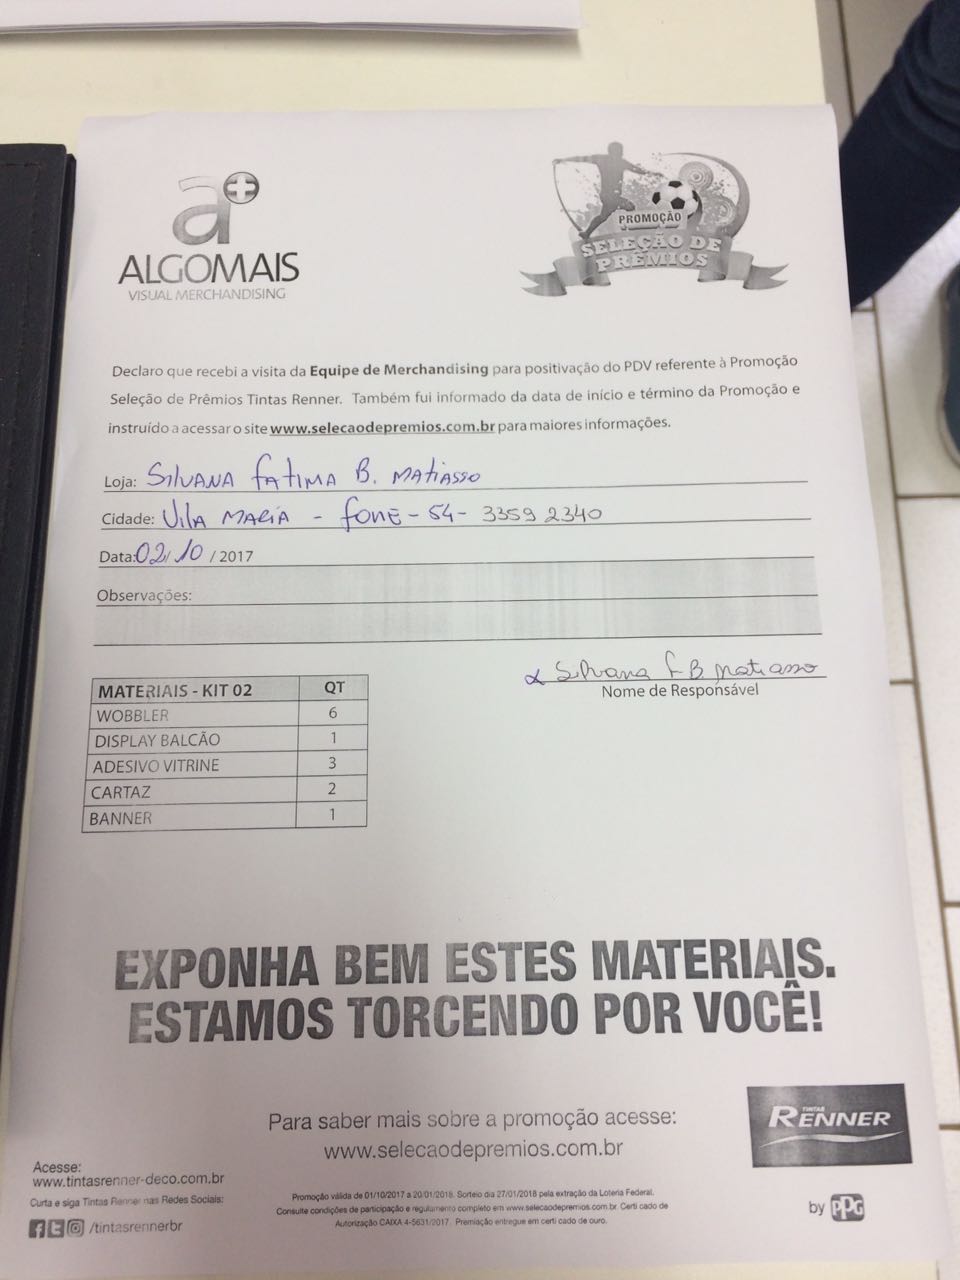 a+
ALGOMAIS
VISUAL MERCHANDISING
PROMOÇÃO
SELEÇÃO DE
PRÊMIOS
Declaro que recebi a visita da Equipe de Merchandising para positivação do PDV referente à Promoção
Seleção de Prêmios Tintas Renner. Também fui informado da data de início e término da Promoção e
instruído a acessar o site www.selecaodepremios.com.br para maiores informações.
Loja: SILVANA FATIMA B. MATIASSO
Cidade: VILA MARIA - FONE - 54 - 3359 2340
Data: 02/10 / 2017
Observações:
x Silvana F B Matiasso
Nome de Responsável
MATERIAIS - KIT 02 QT
WOBBLER 6
DISPLAY BALCÃO 1
ADESIVO VITRINE 3
CARTAZ 2
BANNER 1
EXPONHA BEM ESTES MATERIAIS.
ESTAMOS TORCENDO POR VOCÊ!
Para saber mais sobre a promoção acesse:
www.selecaodepremios.com.br
TINTAS
RENNER
Acesse:
www.tintasrenner-deco.com.br
Curta e siga Tintas Renner nas Redes Sociais:
/tintasrennerbr
Promoção válida de 01/10/2017 a 20/01/2018. Sorteio dia 27/01/2018 pela extração da Loteria Federal.
Consulte condições de participação e regulamento completo em www.selecaodepremios.com.br. Certi cado de
Autorização CAIXA 4-5631/2017. Premiação entregue em certi cado de ouro.
by PPG